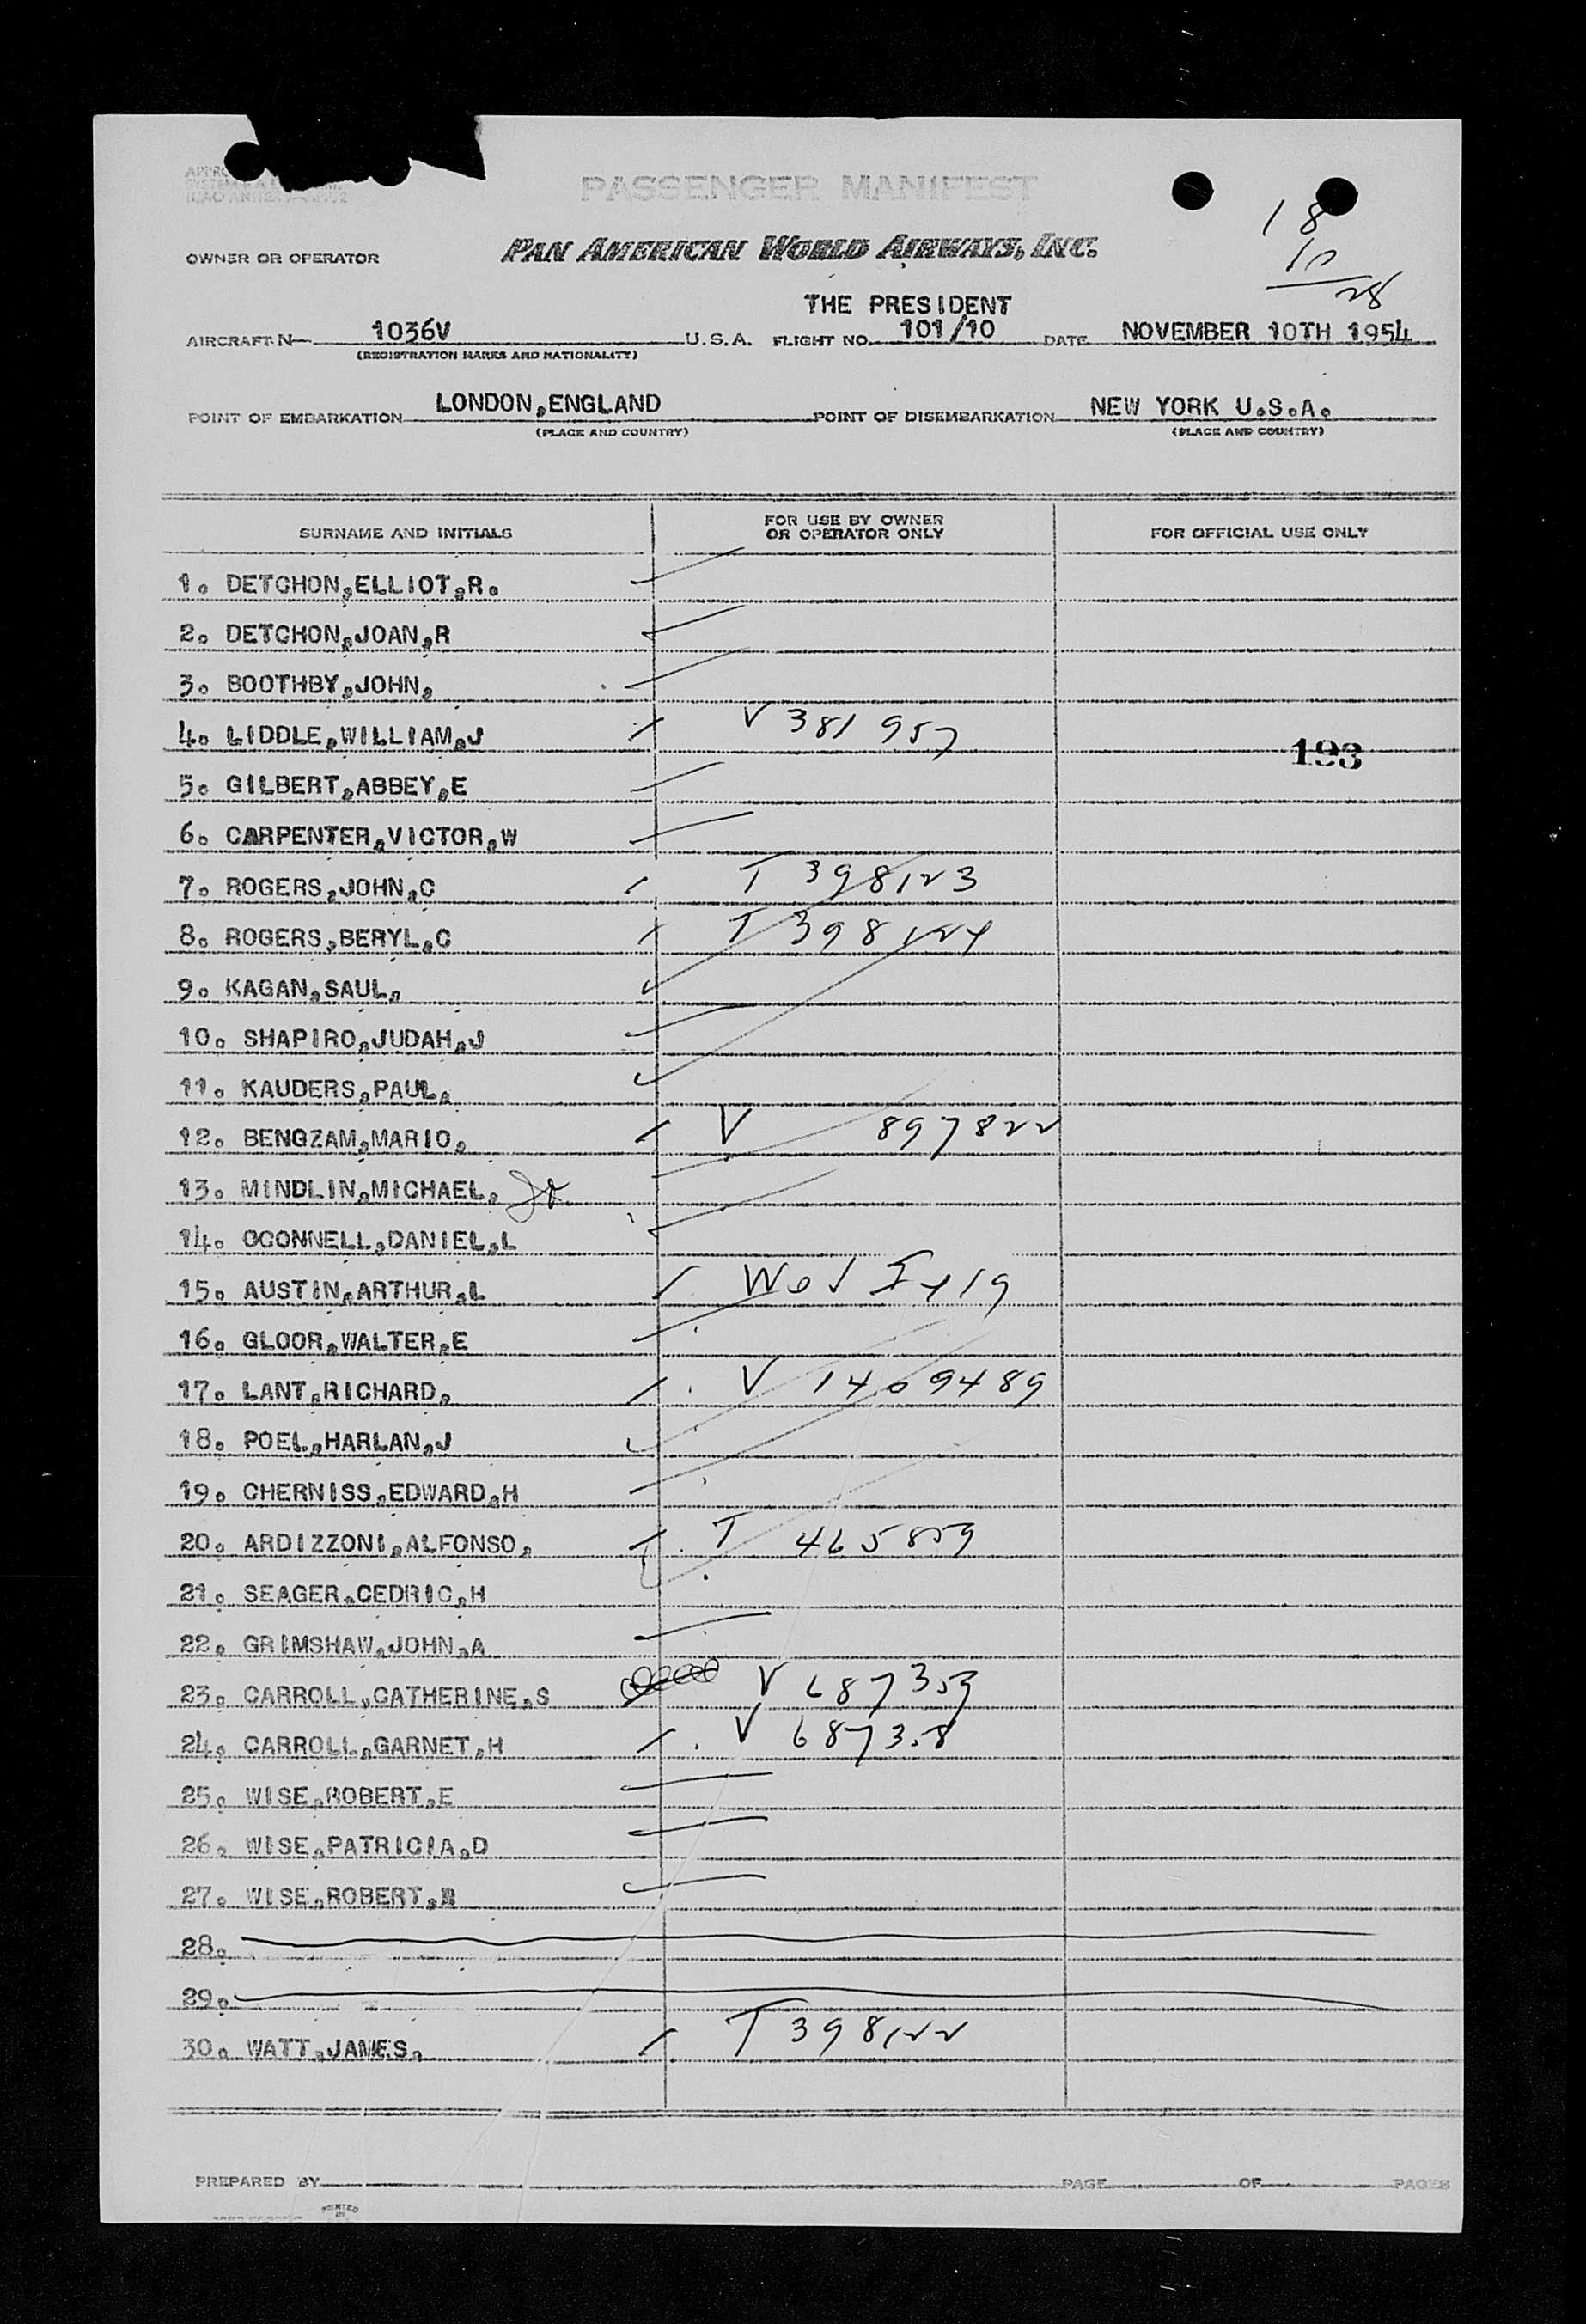 PASSENGER MANIFEST
18
10
28
OWNER OR OPERATOR PAN AMERICAN WORLD AIRWAYS, INC.
THE PRESIDENT
AIRCRAFT N 1036V U.S.A. FLIGHT NO. 101/10 DATE NOVEMBER 10TH 1954
(REGISTRATION MARKS AND NATIONALITY)
POINT OF EMBARKATION LONDON,ENGLAND POINT OF DISEMBARKATION NEW YORK U.S.A.
(PLACE AND COUNTRY) (PLACE AND COUNTRY)
SURNAME AND INITIALS FOR USE BY OWNER OR OPERATOR ONLY FOR OFFICIAL USE ONLY
1. DETCHON,ELLIOT,R.
2. DETCHON,JOAN,R
3. BOOTHBY,JOHN,
4. LIDDLE,WILLIAM,J V 381957
193
5. GILBERT,ABBEY,E
6. CARPENTER,VICTOR,W
7. ROGERS,JOHN,C T 398123
8. ROGERS,BERYL,C T 398124
9. KAGAN,SAUL,
10. SHAPIRO,JUDAH,J
11. KAUDERS,PAUL,
12. BENGZAM,MARIO, V 897822
13. MINDLIN,MICHAEL, Jr
14. OCONNELL,DANIEL,L
15. AUSTIN,ARTHUR,L
16. GLOOR,WALTER,E
17. LANT,RICHARD, V 1409489
18. POEL,HARLAN,J
19. CHERNISS,EDWARD,H
20. ARDIZZONI,ALFONSO, T 465859
21. SEAGER,CEDRIC,H
22. GRIMSHAW,JOHN,A
23. CARROLL,CATHERINE,S V 687359
24. CARROLL,GARNET,H V 687358
25. WISE,ROBERT,E
26. WISE,PATRICIA,D
27. WISE,ROBERT,
28.
29.
30. WATT,JAMES, T 398122
PREPARED BY PAGE OF PAGES
PRINTED